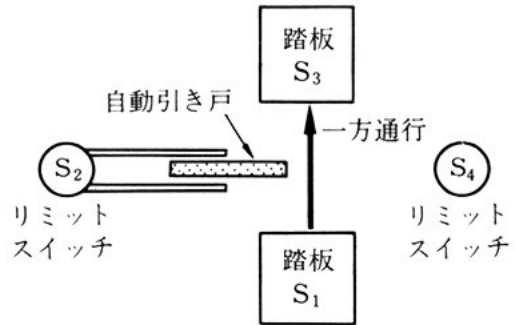 踏板
S3
自動引き戸
一方通行
S2
S4
リミット
スイッチ
リミット
スイッチ
踏板
S1